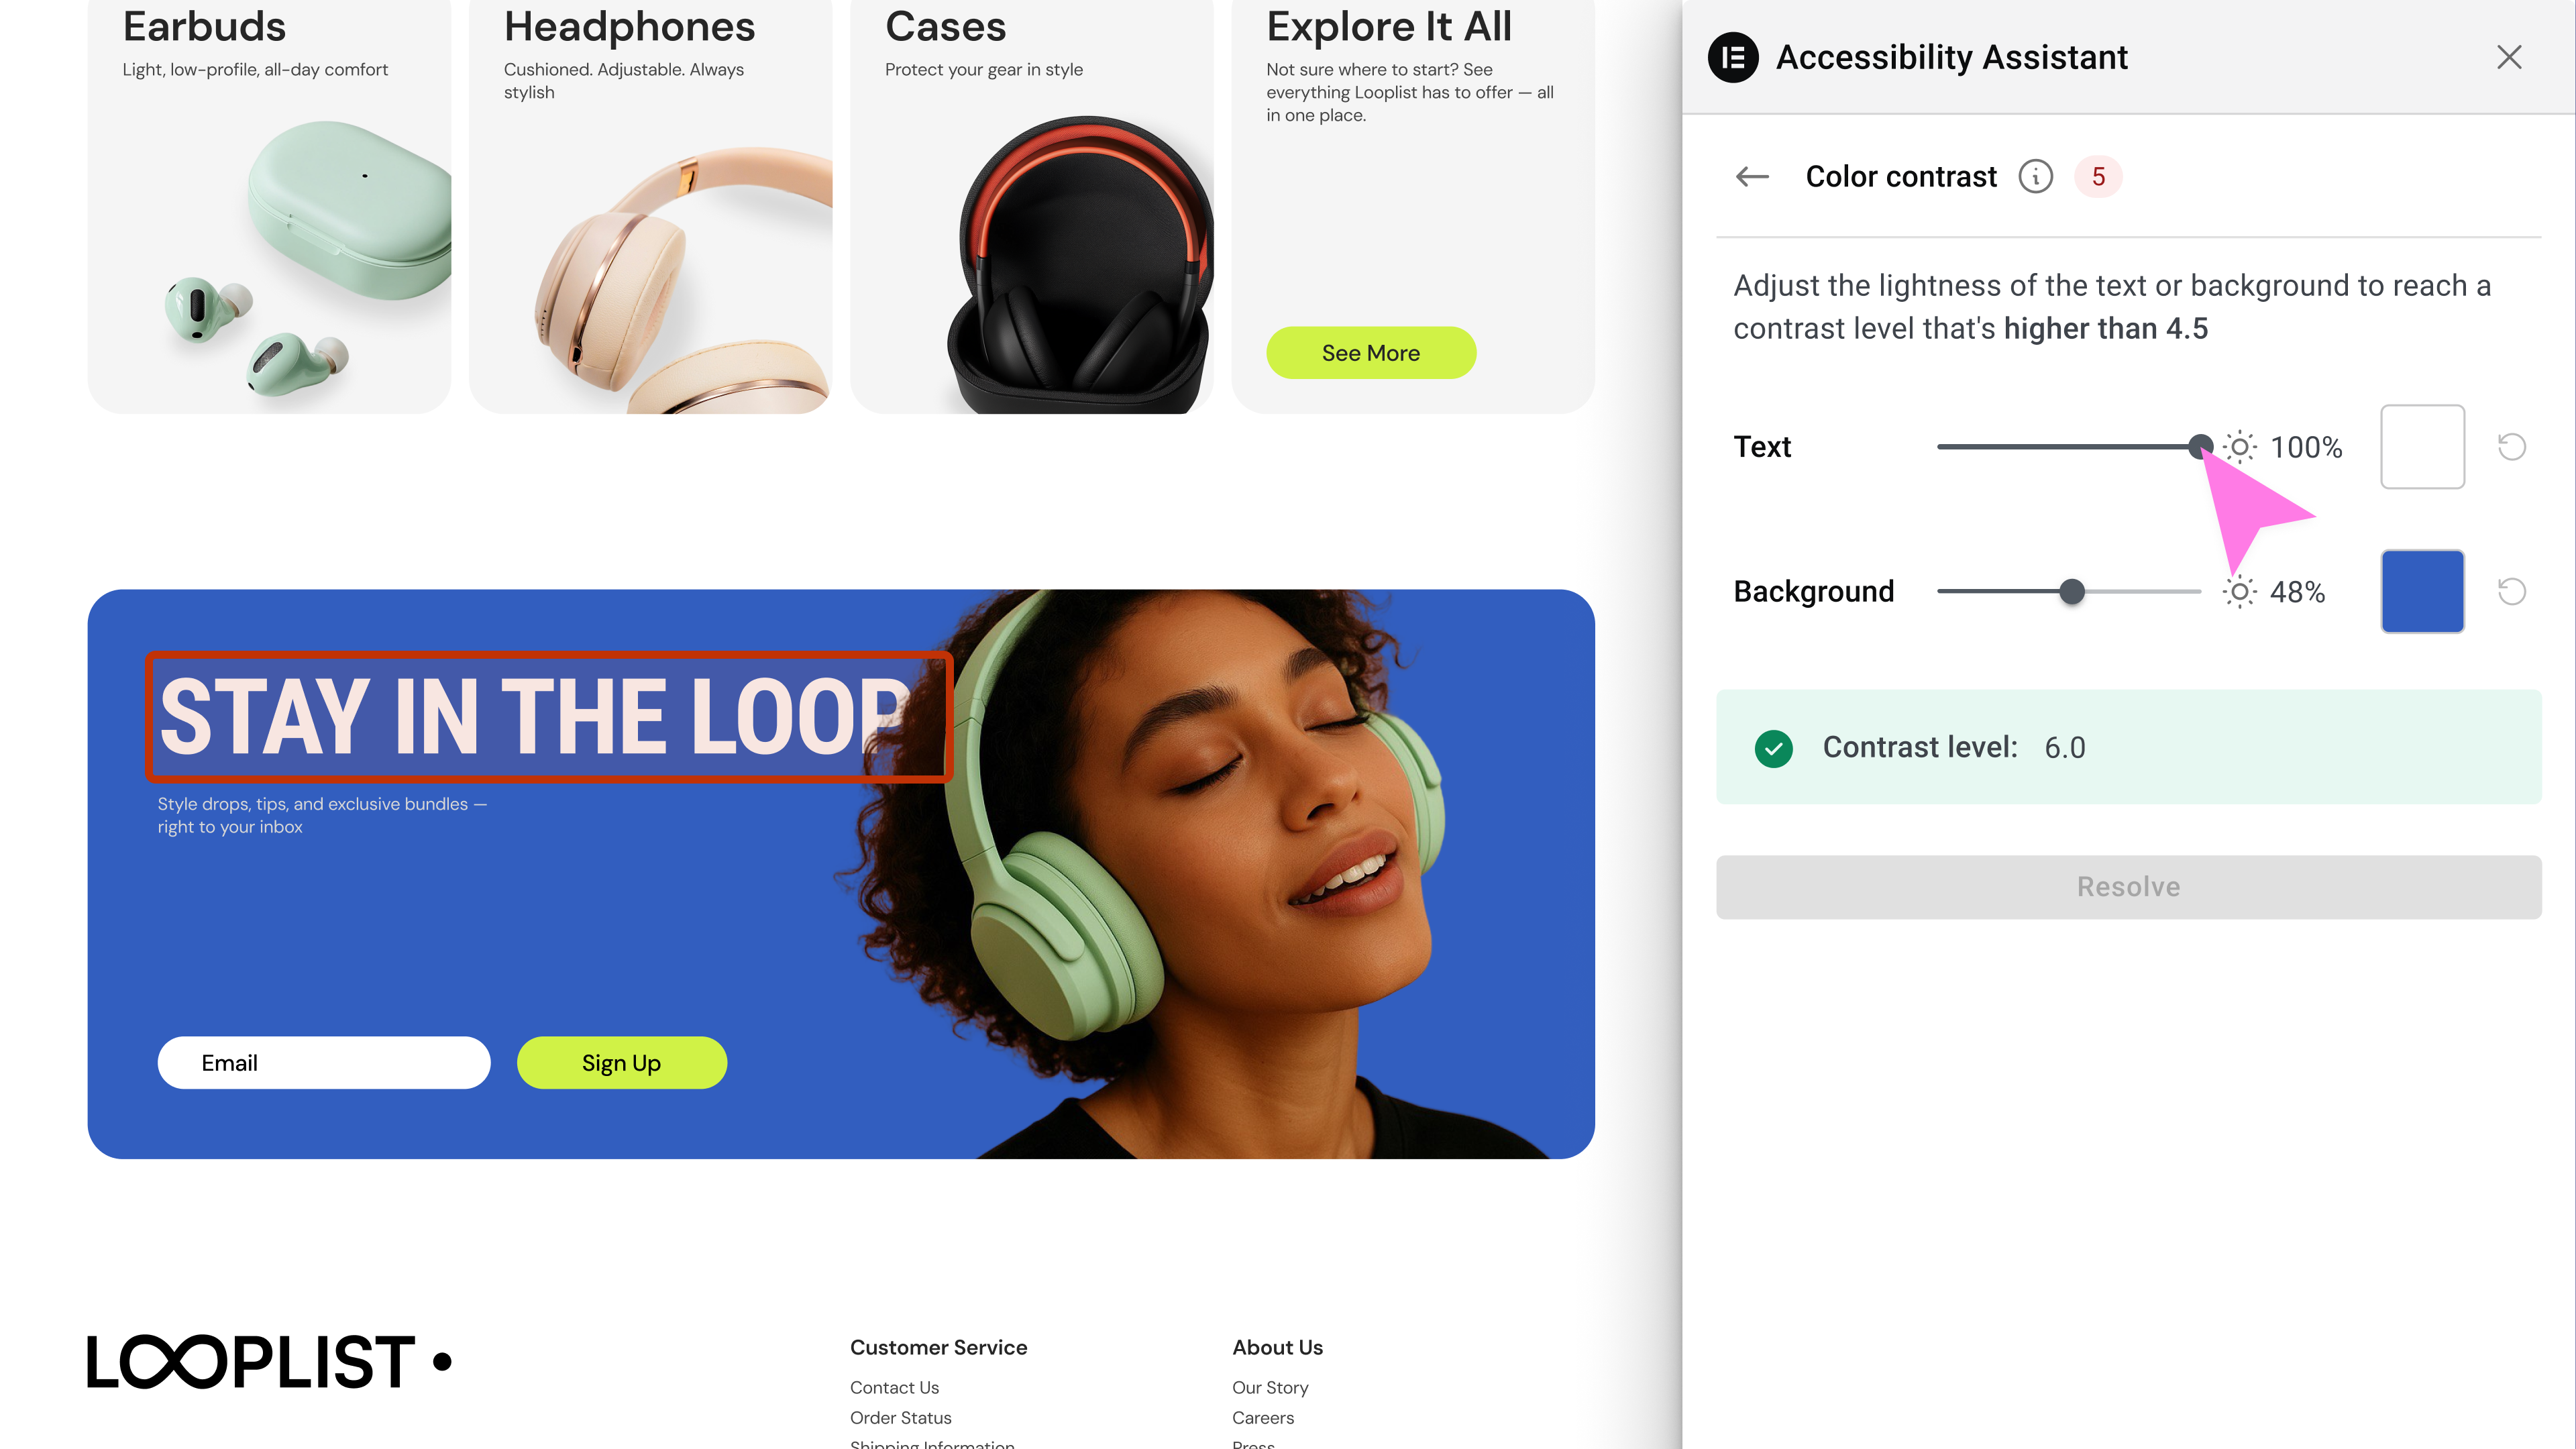 Earbuds
Light, low-profile, all-day comfort
Headphones
Cushioned. Adjustable. Always
stylish
Cases
Protect your gear in style
Explore It All
Not sure where to start? See
everything Looplist has to offer — all
in one place.
See More
STAY IN THE LOOP
Style drops, tips, and exclusive bundles —
right to your inbox
Email
Sign Up
LOOPLIST •
Customer Service
Contact Us
Order Status
Shipping Information
About Us
Our Story
Careers
Press
Accessibility Assistant
Color contrast
5
Adjust the lightness of the text or background to reach a
contrast level that's higher than 4.5
Text
100%
Background
48%
Contrast level: 6.0
Resolve